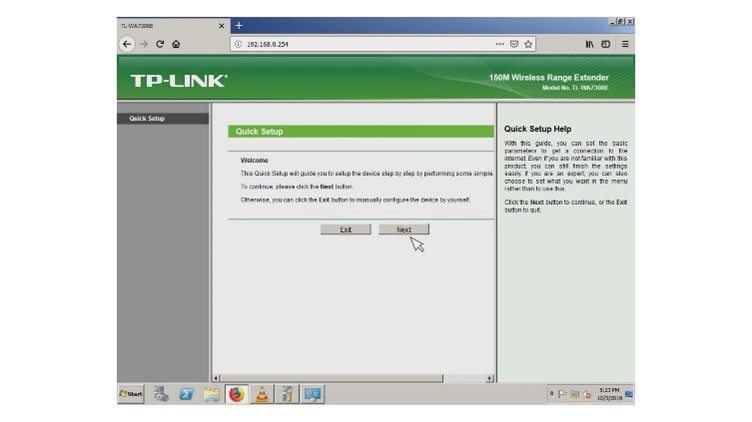 TL-WA730RE
192.168.0.254
TP-LINK®
150M Wireless Range Extender
Model No. TL-WA730RE
Quick Setup
Quick Setup
Welcome
This Quick Setup will guide you to setup the device step by step by performing some simple
To continue, please click the Next button.
Otherwise, you can click the Exit button to manually configure the device by yourself.
Exit
Next
Quick Setup Help
With this guide, you can set the basic
parameters to get a connection to the
internet. Even if you are not familiar with this
product, you can still finish the settings
easily. If you are an expert, you can also
choose to set what you want in the menu
rather than to use this.
Click the Next button to continue, or the Exit
button to quit.
Start
5:23 PM
10/3/2019